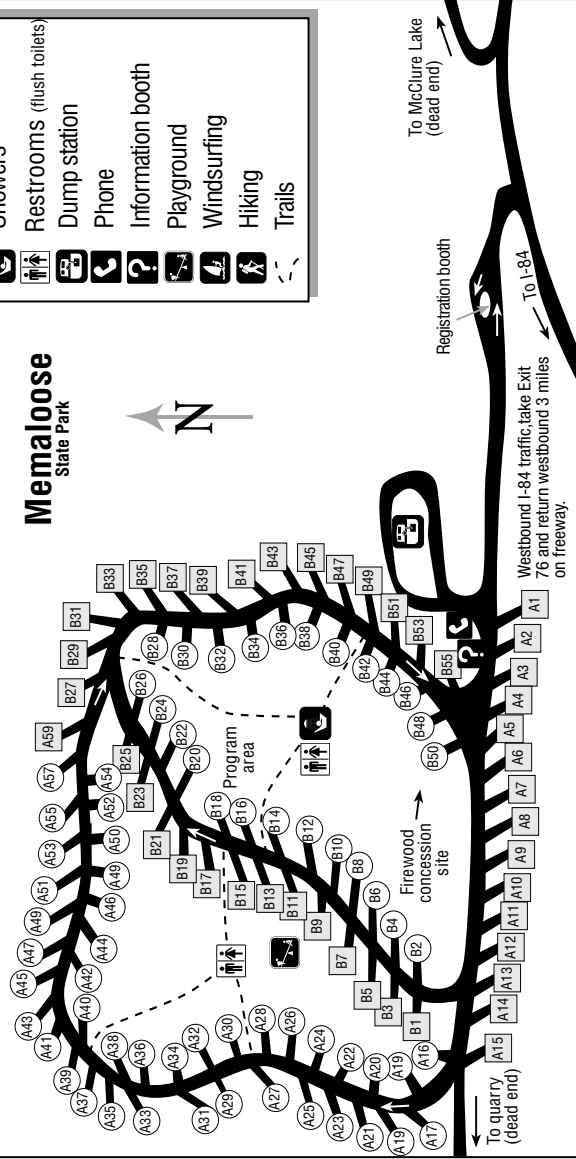 Memaloose
State Park
N
Showers
Restrooms (flush toilets)
Dump station
Phone
Information booth
Playground
Windsurfing
Hiking
Trails
To McClure Lake
(dead end)
Registration booth
To I-84
Westbound I-84 traffic,take Exit
76 and return westbound 3 miles
on freeway.
Program
area
Firewood
concession
site
To quarry
(dead end)
A1
A2
A3
A4
A5
A6
A7
A8
A9
A10
A11
A12
A13
A14
A15
A16
A17
A19
A19
A20
A21
A22
A23
A24
A25
A26
A27
A28
A29
A30
A31
A32
A33
A34
A35
A36
A37
A38
A39
A40
A41
A42
A43
A44
A45
A46
A47
A49
A49
A50
A51
A52
A53
A54
A55
A57
A59
B1
B2
B3
B4
B5
B6
B7
B8
B9
B10
B11
B12
B13
B14
B15
B16
B17
B18
B19
B20
B21
B22
B23
B24
B25
B26
B27
B28
B29
B30
B31
B32
B33
B34
B35
B36
B37
B38
B39
B40
B41
B42
B43
B44
B45
B46
B47
B48
B49
B50
B51
B53
B55
?
?